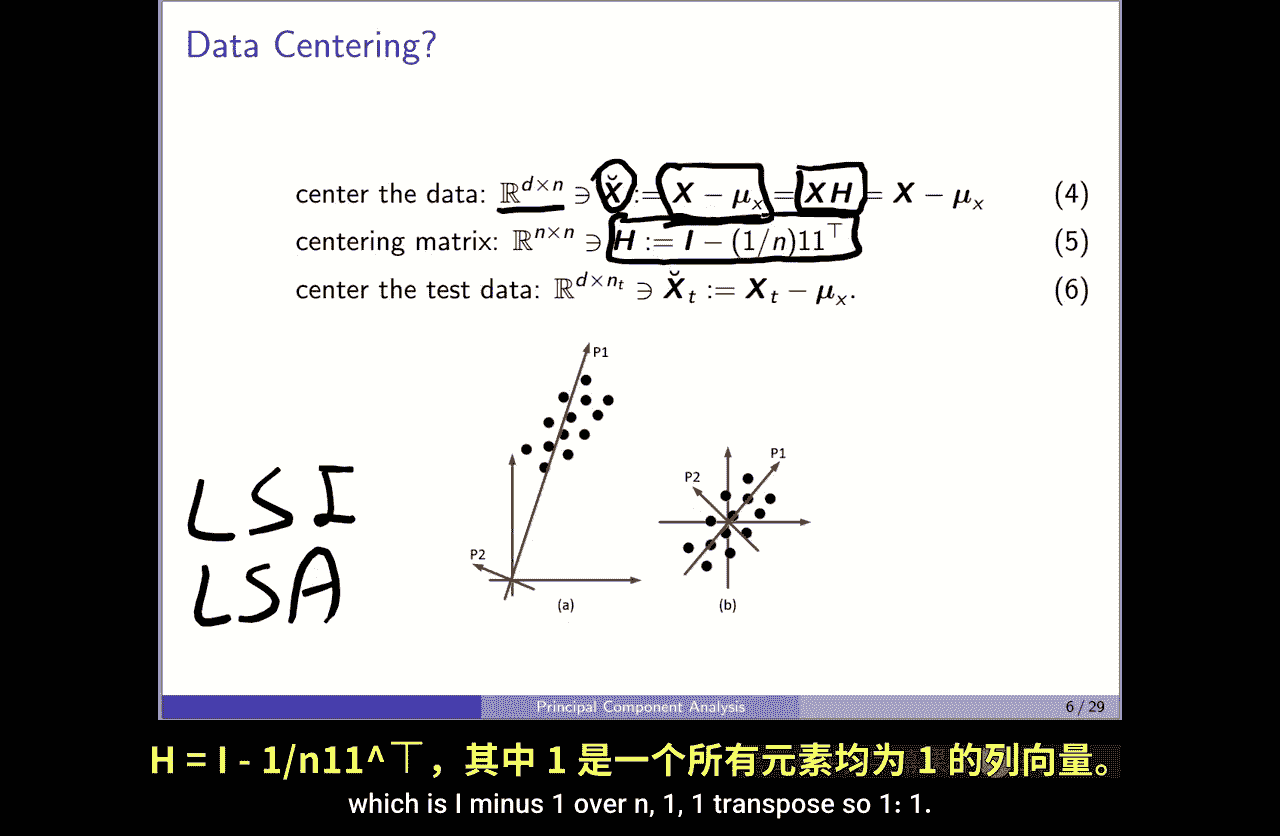 Data Centering?
center the data: ℝ^{d×n} ∋ X̆ := X − μ_x = XH = X − μ_x (4)
centering matrix: ℝ^{n×n} ∋ H := I − (1/n)11^⊤ (5)
center the test data: ℝ^{d×n_t} ∋ X̆_t := X_t − μ_x. (6)
P1
P2
(a)
P1
P2
(b)
LSI
LSA
Principal Component Analysis
6 / 29
H = I - 1/n11^⊤，其中 1 是一个所有元素均为 1 的列向量。
which is I minus 1 over n, 1, 1 transpose so 1: 1.